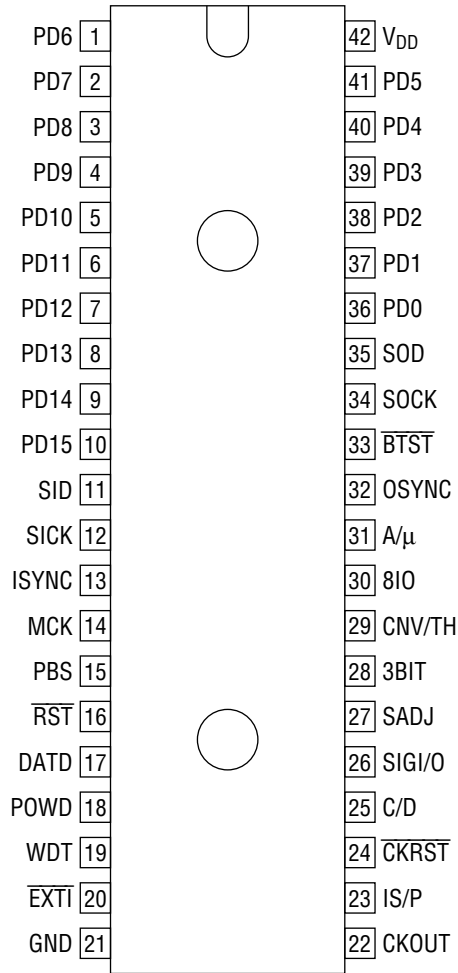 PD6 1 42 VDD
PD7 2 41 PD5
PD8 3 40 PD4
PD9 4 39 PD3
PD10 5 38 PD2
PD11 6 37 PD1
PD12 7 36 PD0
PD13 8 35 SOD
PD14 9 34 SOCK
PD15 10 33 B̅T̅S̅T̅
SID 11 32 OSYNC
SICK 12 31 A/μ
ISYNC 13 30 8IO
MCK 14 29 CNV/TH
PBS 15 28 3BIT
R̅S̅T̅ 16 27 SADJ
DATD 17 26 SIGI/O
POWD 18 25 C/D
WDT 19 24 C̅K̅R̅S̅T̅
E̅X̅T̅I̅ 20 23 IS/P
GND 21 22 CKOUT